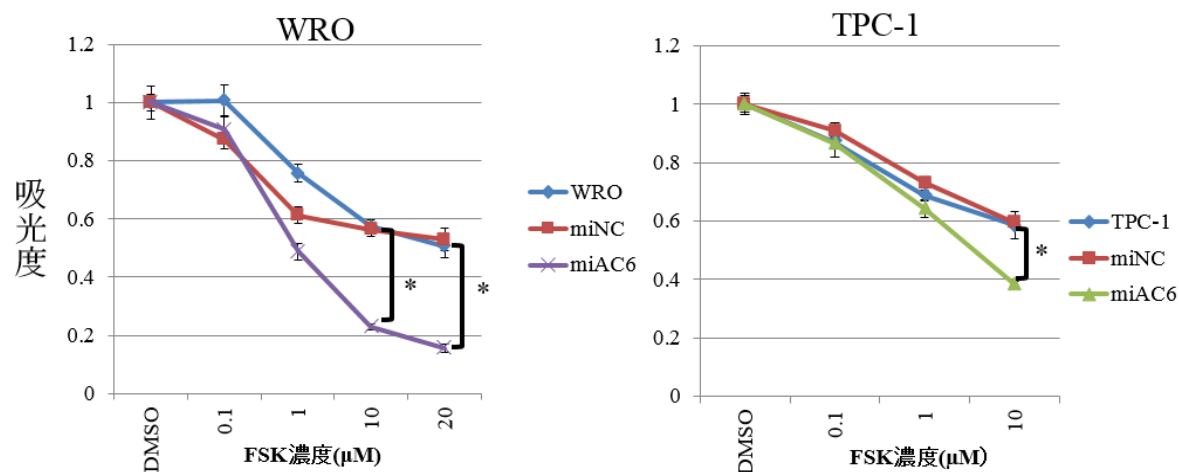 WRO
1.2
1
0.8
0.6
0.4
0.2
0
吸光度
DMSO
0.1
1
10
20
FSK濃度(μM)
*
*
WRO
miNC
miAC6
TPC-1
1.2
1
0.8
0.6
0.4
0.2
0
DMSO
0.1
1
10
FSK濃度(μM)
*
TPC-1
miNC
miAC6